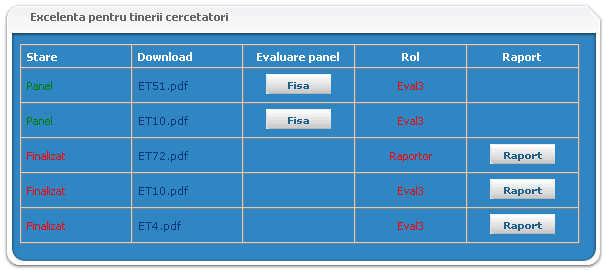 Excelenta pentru tinerii cercetatori
Stare Download Evaluare panel Rol Raport
Panel ET51.pdf Fisa Eval3
Panel ET10.pdf Fisa Eval3
Finalizat ET72.pdf Raportor Raport
Finalizat ET10.pdf Eval3 Raport
Finalizat ET4.pdf Eval3 Raport